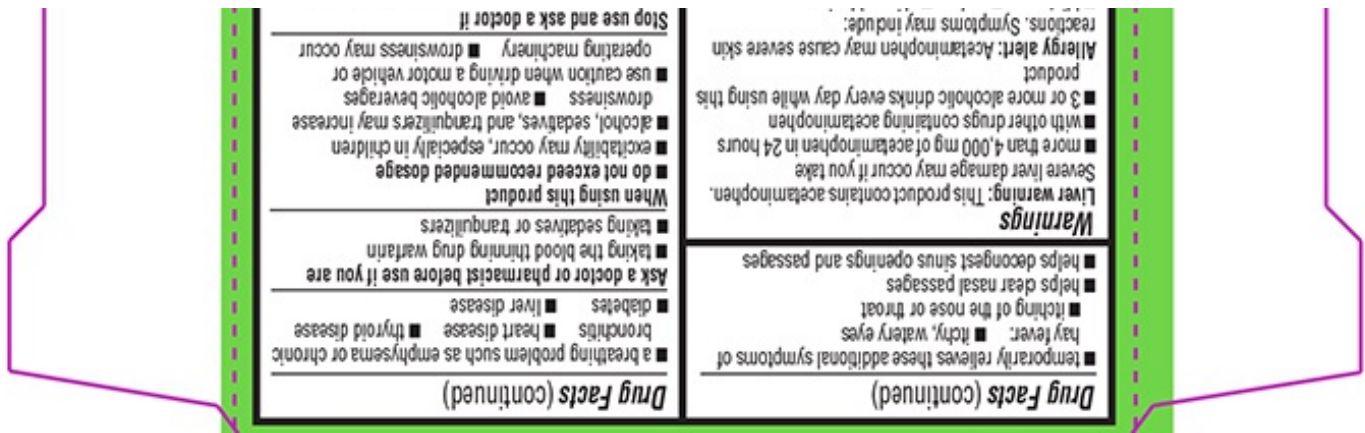 Drug Facts (continued)
■ temporarily relieves these additional symptoms of
hay fever: ■ itchy, watery eyes
■ itching of the nose or throat
■ helps clear nasal passages
■ helps decongest sinus openings and passages
Warnings
Liver warning: This product contains acetaminophen.
Severe liver damage may occur if you take
■ more than 4,000 mg of acetaminophen in 24 hours
■ with other drugs containing acetaminophen
■ 3 or more alcoholic drinks every day while using this
product
Allergy alert: Acetaminophen may cause severe skin
reactions. Symptoms may include:
Drug Facts (continued)
■ a breathing problem such as emphysema or chronic
bronchitis ■ heart disease ■ thyroid disease
■ diabetes ■ liver disease
Ask a doctor or pharmacist before use if you are
■ taking the blood thinning drug warfarin
■ taking sedatives or tranquilizers
When using this product
■ do not exceed recommended dosage
■ excitability may occur, especially in children
■ alcohol, sedatives, and tranquilizers may increase
drowsiness ■ avoid alcoholic beverages
■ use caution when driving a motor vehicle or
operating machinery ■ drowsiness may occur
Stop use and ask a doctor if